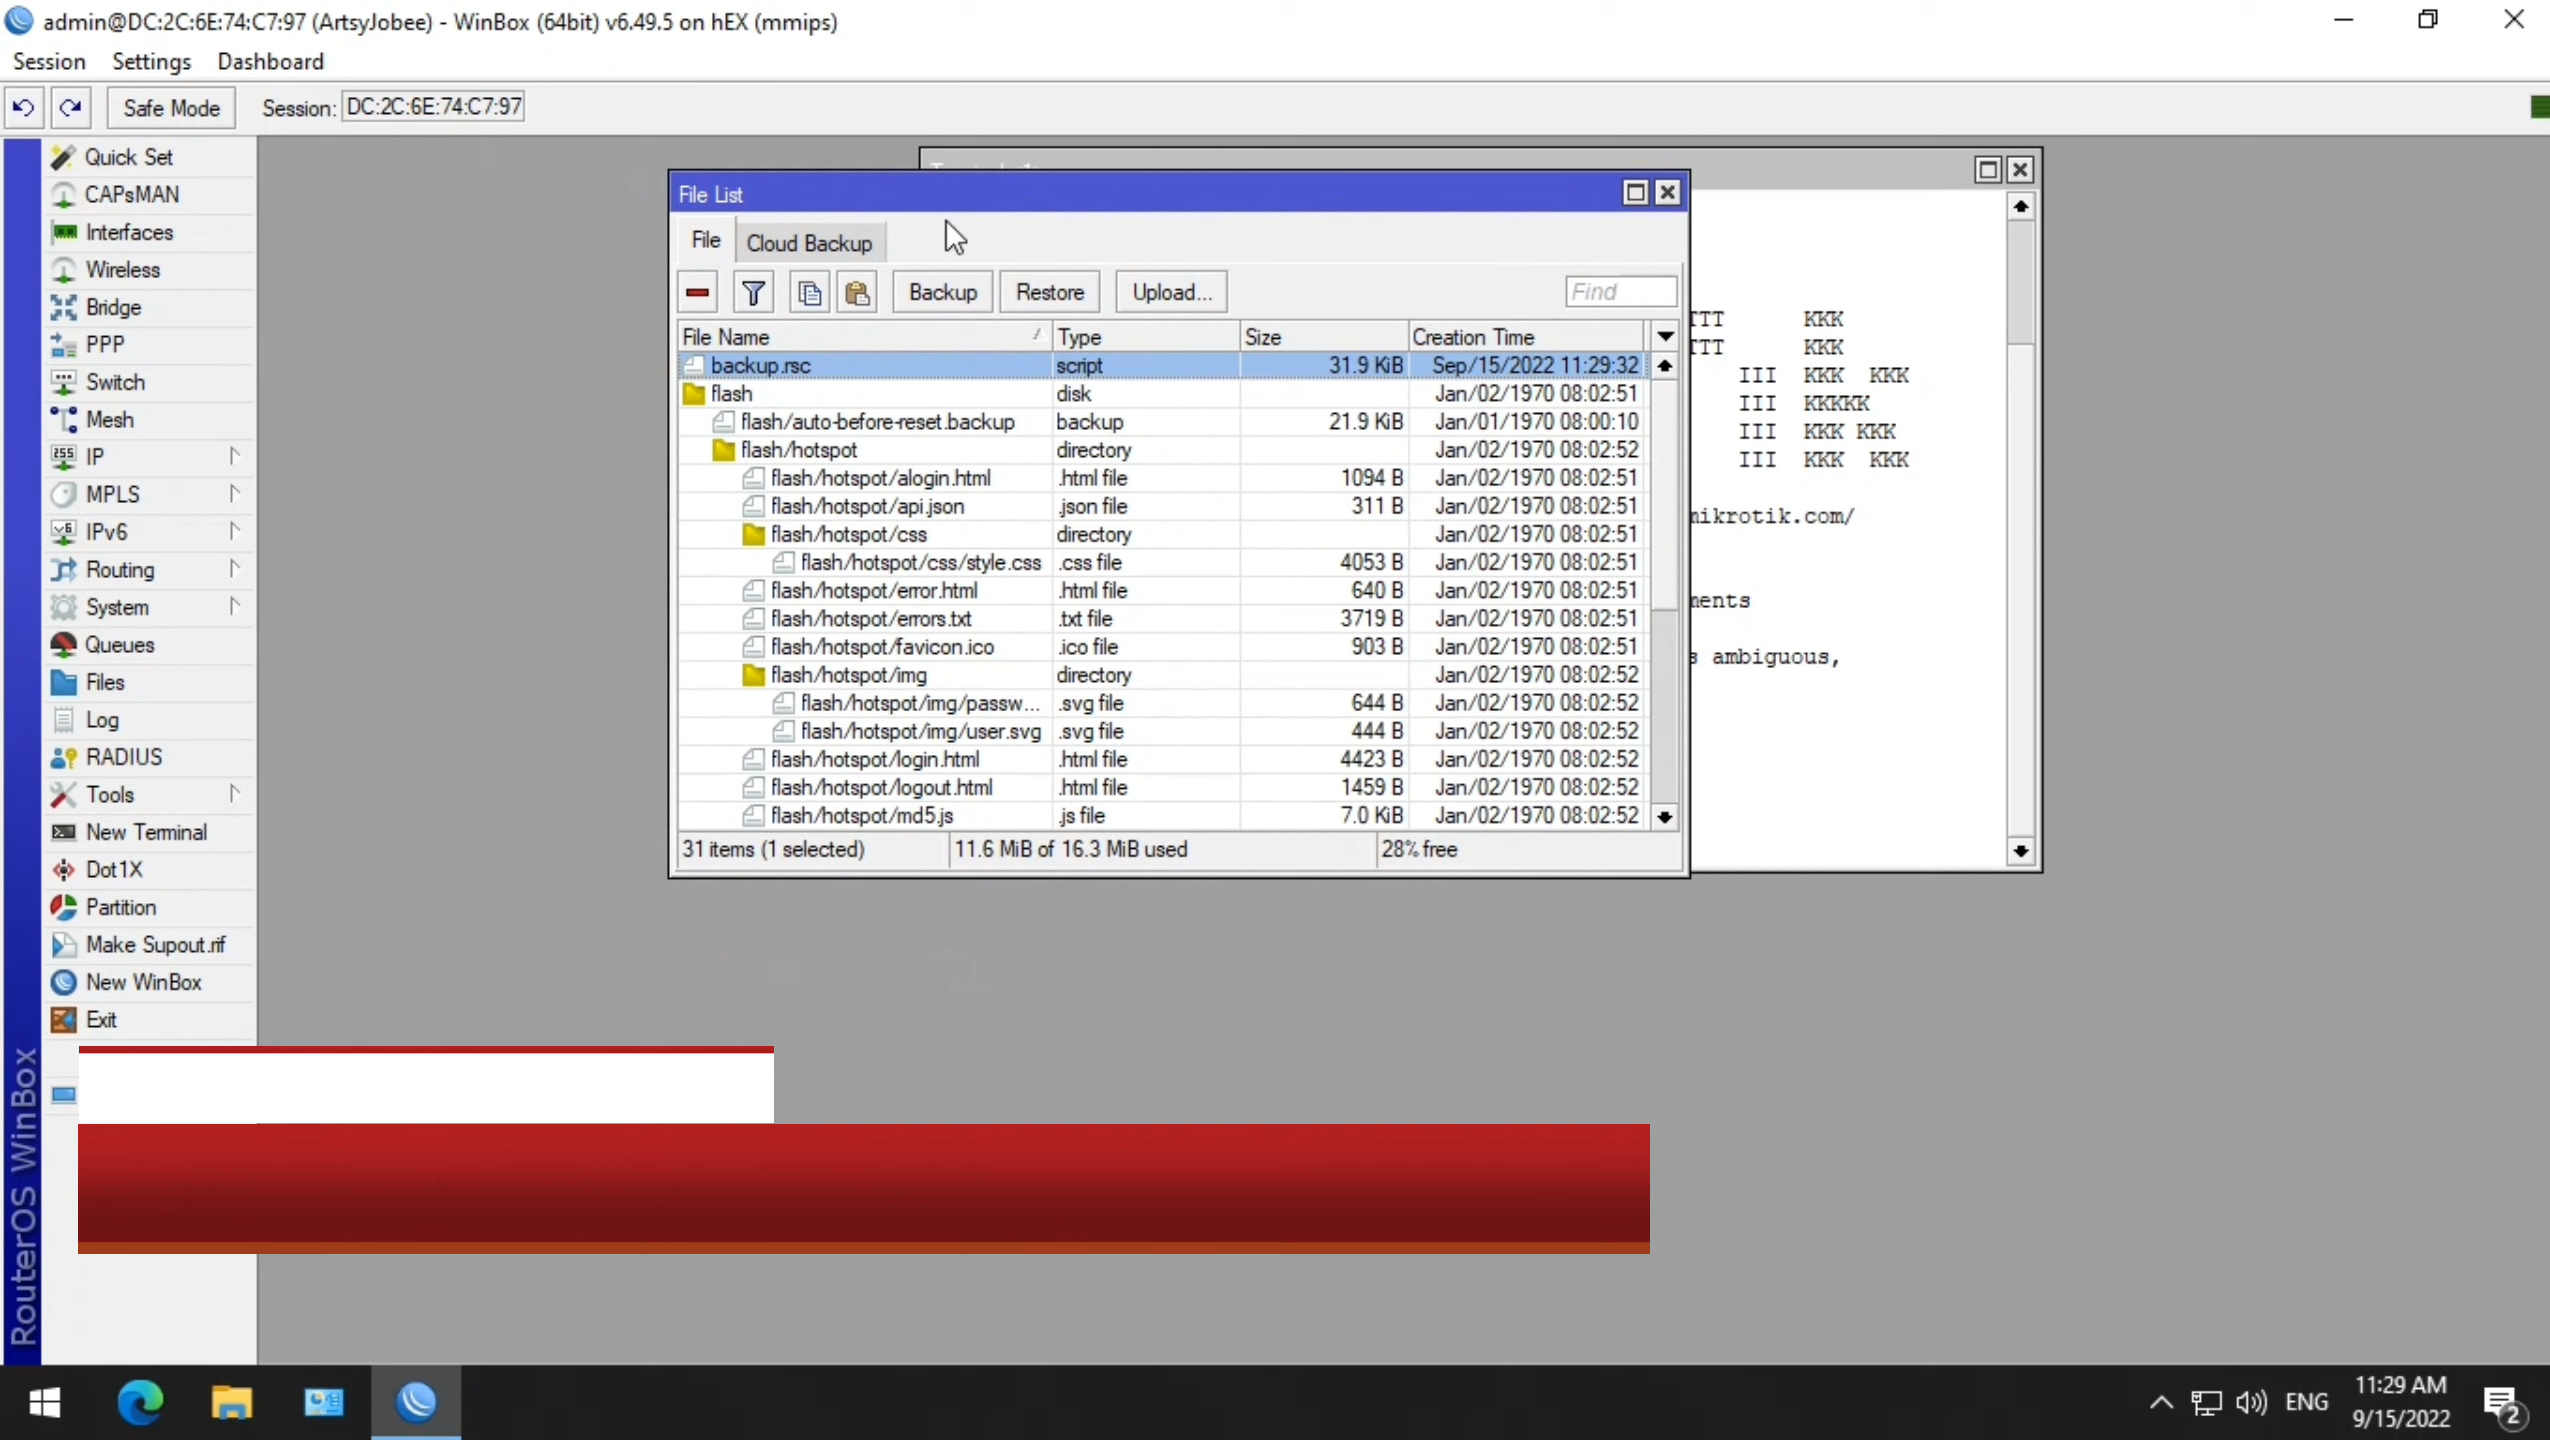 admin@DC:2C:6E:74:C7:97 (ArtsyJobee) - WinBox (64bit) v6.49.5 on hEX (mmips)
Session Settings Dashboard
Safe Mode Session: DC:2C:6E:74:C7:97
Quick Set
CAPsMAN
Interfaces
Wireless
Bridge
PPP
Switch
Mesh
IP
MPLS
IPv6
Routing
System
Queues
Files
Log
RADIUS
Tools
New Terminal
Dot1X
Partition
Make Supout.rif
New WinBox
Exit
RouterOS WinBox
File List
File Cloud Backup
Backup Restore Upload... Find
File Name Type Size Creation Time
backup.rsc script 31.9 KiB Sep/15/2022 11:29:32
flash disk Jan/02/1970 08:02:51
flash/auto-before-reset.backup backup 21.9 KiB Jan/01/1970 08:00:10
flash/hotspot directory Jan/02/1970 08:02:52
flash/hotspot/alogin.html .html file 1094 B Jan/02/1970 08:02:51
flash/hotspot/api.json .json file 311 B Jan/02/1970 08:02:51
flash/hotspot/css directory Jan/02/1970 08:02:51
flash/hotspot/css/style.css .css file 4053 B Jan/02/1970 08:02:51
flash/hotspot/error.html .html file 640 B Jan/02/1970 08:02:51
flash/hotspot/errors.txt .txt file 3719 B Jan/02/1970 08:02:51
flash/hotspot/favicon.ico .ico file 903 B Jan/02/1970 08:02:51
flash/hotspot/img directory Jan/02/1970 08:02:52
flash/hotspot/img/passw... .svg file 644 B Jan/02/1970 08:02:52
flash/hotspot/img/user.svg .svg file 444 B Jan/02/1970 08:02:52
flash/hotspot/login.html .html file 4423 B Jan/02/1970 08:02:52
flash/hotspot/logout.html .html file 1459 B Jan/02/1970 08:02:52
flash/hotspot/md5.js .js file 7.0 KiB Jan/02/1970 08:02:52
31 items (1 selected) 11.6 MiB of 16.3 MiB used 28% free
TTT KKK
TTT KKK
III KKK KKK
III KKKKK
III KKK KKK
III KKK KKK
mikrotik.com/
ments
s ambiguous,
ENG
11:29 AM
9/15/2022
2